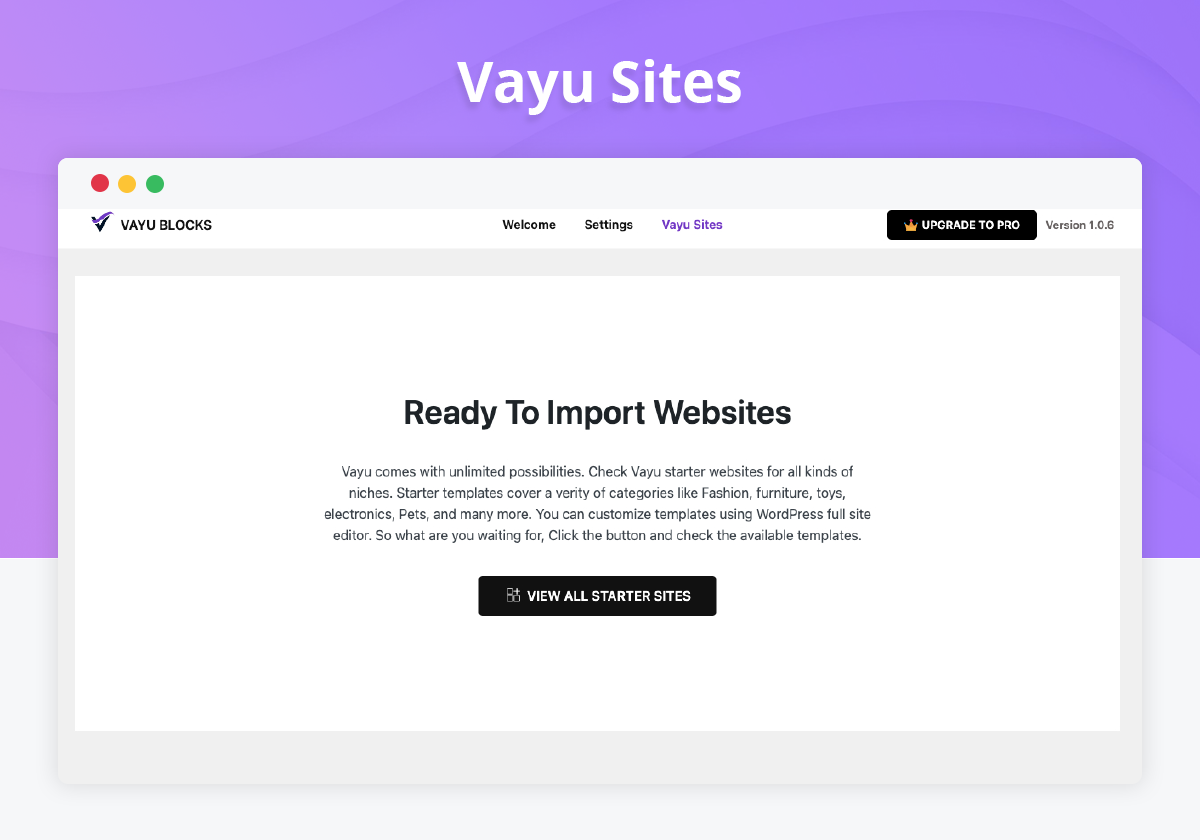 Vayu Sites
VAYU BLOCKS
Welcome
Settings
Vayu Sites
UPGRADE TO PRO
Version 1.0.6
Ready To Import Websites
Vayu comes with unlimited possibilities. Check Vayu starter websites for all kinds of
niches. Starter templates cover a verity of categories like Fashion, furniture, toys,
electronics, Pets, and many more. You can customize templates using WordPress full site
editor. So what are you waiting for, Click the button and check the available templates.
VIEW ALL STARTER SITES